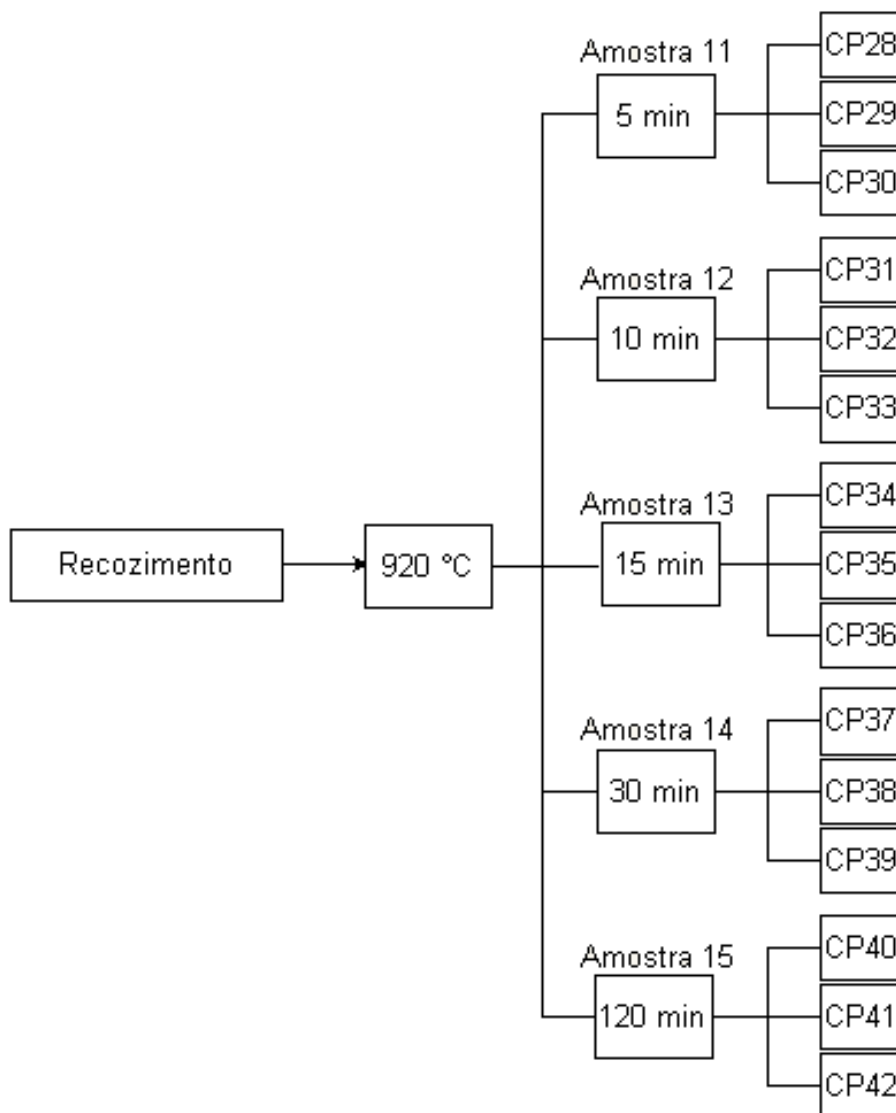 Recozimento
920 °C
Amostra 11
5 min
CP28
CP29
CP30
Amostra 12
10 min
CP31
CP32
CP33
Amostra 13
15 min
CP34
CP35
CP36
Amostra 14
30 min
CP37
CP38
CP39
Amostra 15
120 min
CP40
CP41
CP42